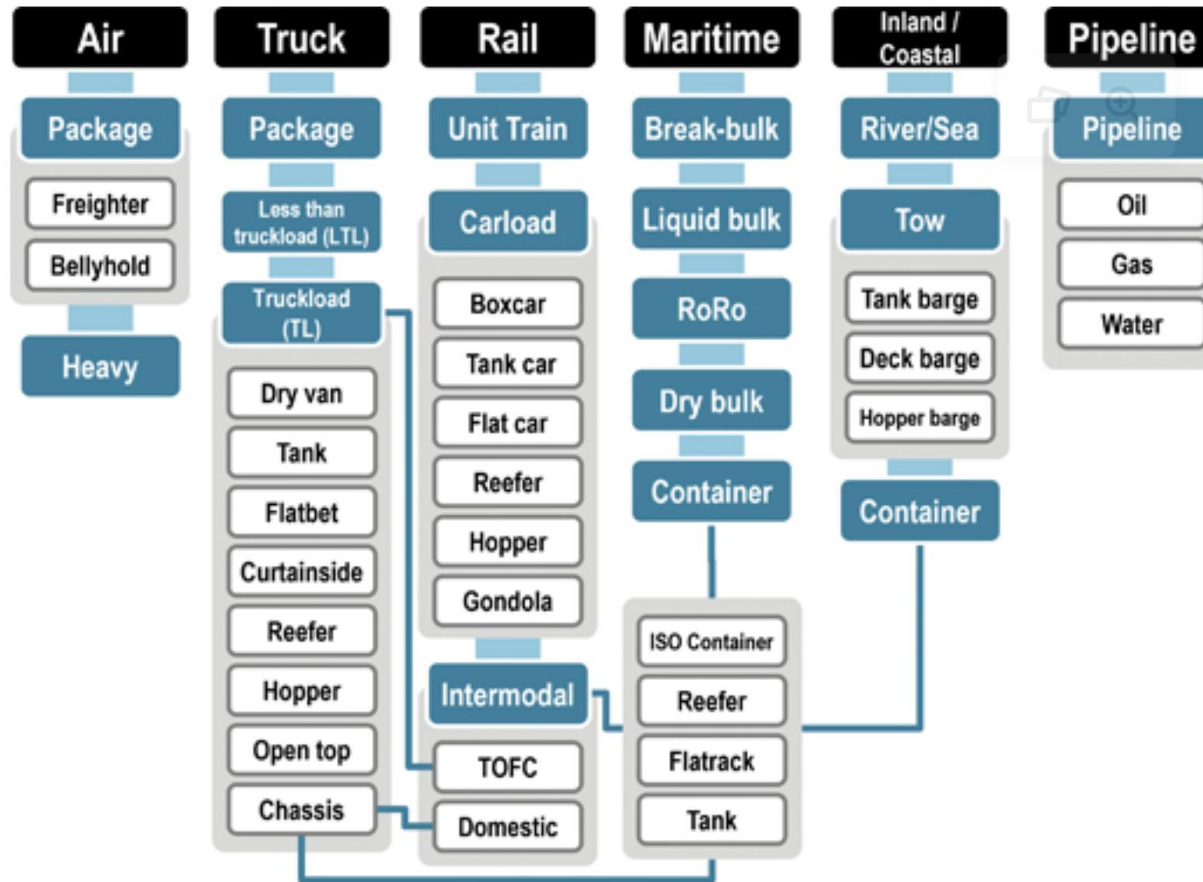 Air
Package
Freighter
Bellyhold
Heavy
Truck
Package
Less than
truckload (LTL)
Truckload
(TL)
Dry van
Tank
Flatbet
Curtainside
Reefer
Hopper
Open top
Chassis
Rail
Unit Train
Carload
Boxcar
Tank car
Flat car
Reefer
Hopper
Gondola
Intermodal
TOFC
Domestic
Maritime
Break-bulk
Liquid bulk
RoRo
Dry bulk
Container
ISO Container
Reefer
Flatrack
Tank
Inland /
Coastal
River/Sea
Tow
Tank barge
Deck barge
Hopper barge
Container
Pipeline
Pipeline
Oil
Gas
Water